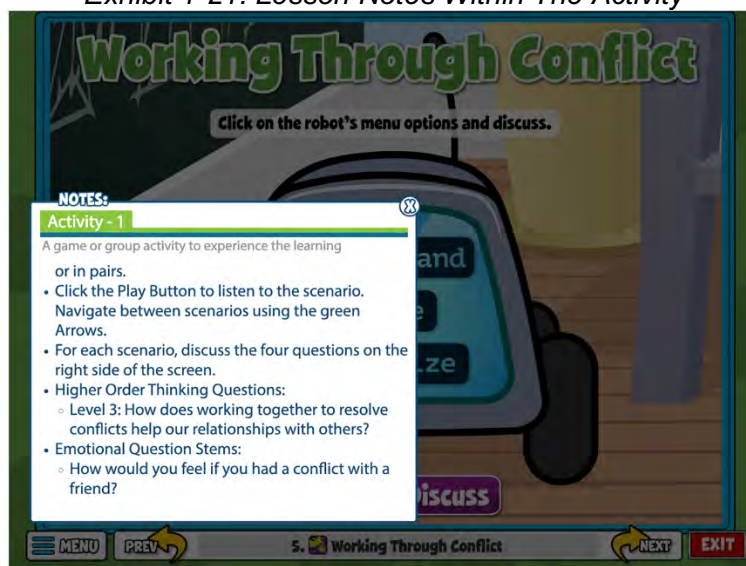 Exhibit 1-21: Lesson Notes Within The Activity
Working Through Conflict
Click on the robot's menu options and discuss.
NOTES:
Activity - 1
A game or group activity to experience the learning
or in pairs.
• Click the Play Button to listen to the scenario.
Navigate between scenarios using the green
Arrows.
• For each scenario, discuss the four questions on the
right side of the screen.
• Higher Order Thinking Questions:
◦ Level 3: How does working together to resolve
conflicts help our relationships with others?
• Emotional Question Stems:
◦ How would you feel if you had a conflict with a
friend?
X
and
e
ze
iscuss
MENU
PREV
5. Working Through Conflict
NEXT
EXIT